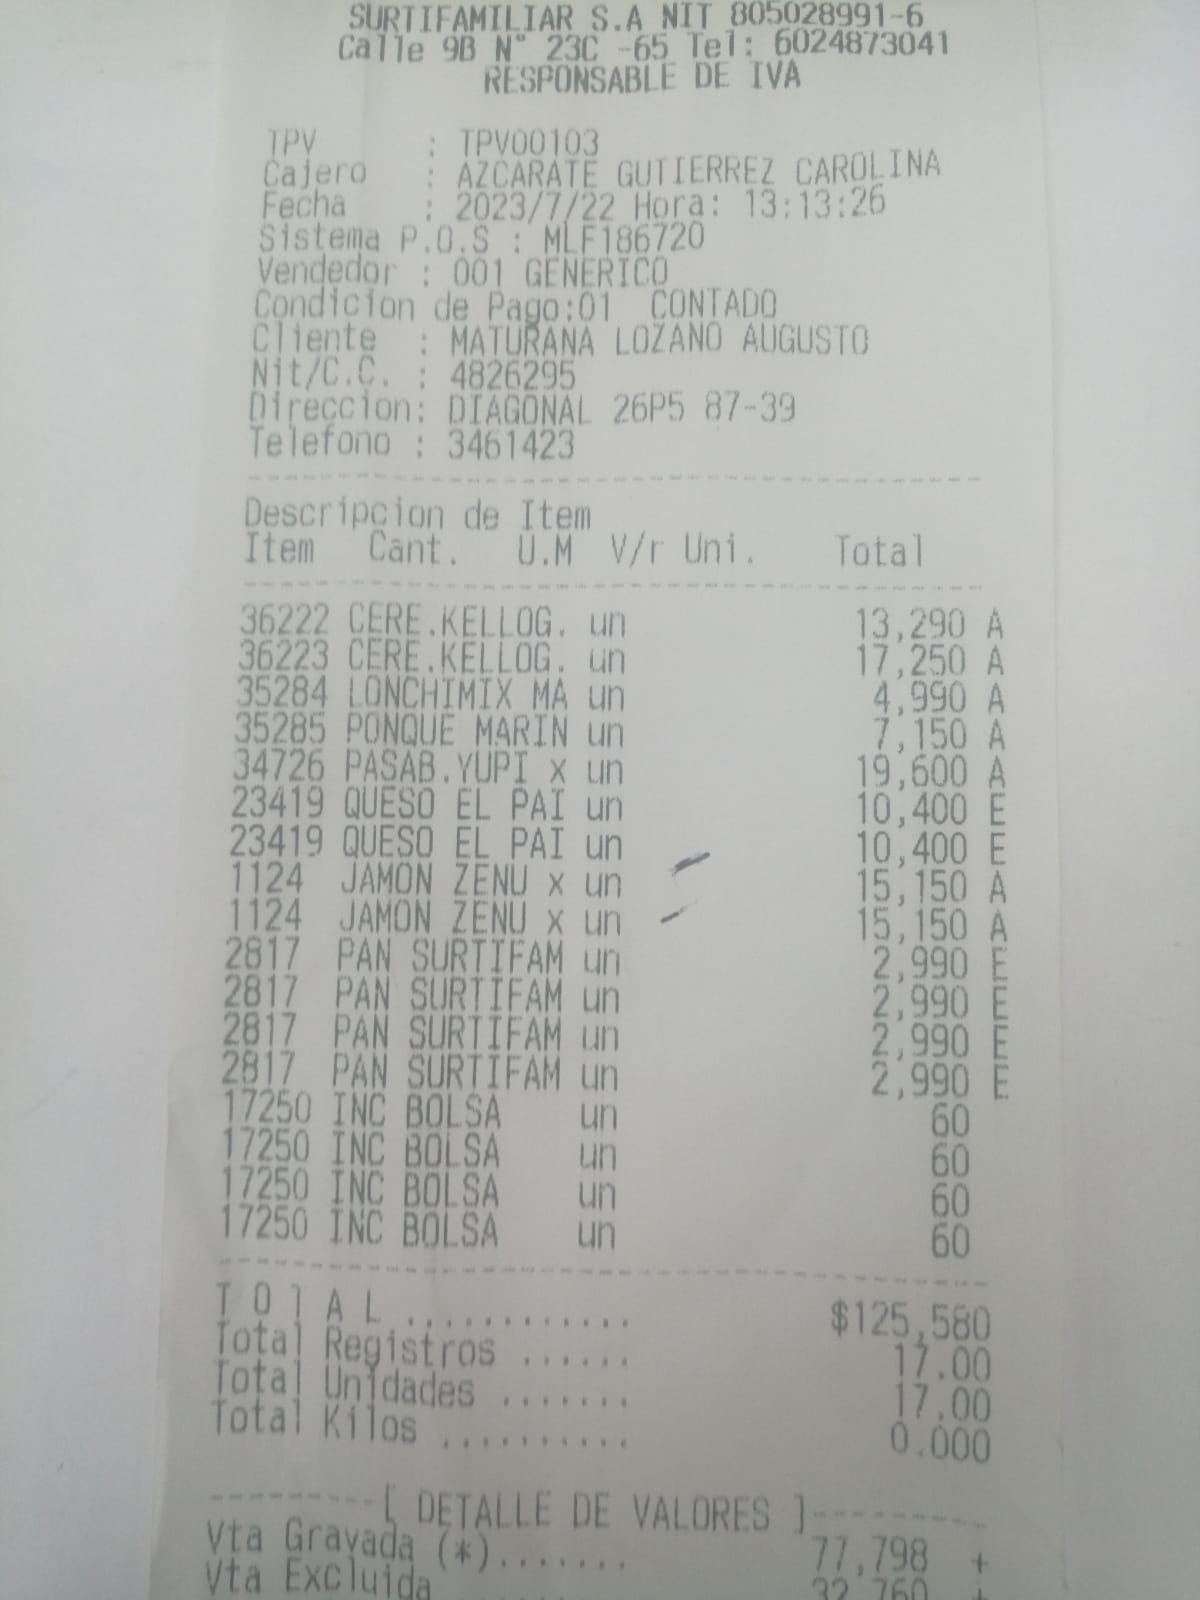 SURTIFAMILIAR S.A NIT 805028991-6
Calle 9B N° 23C -65 Tel: 6024873041
RESPONSABLE DE IVA
TPV : TPV00103
Cajero : AZCARATE GUTIERREZ CAROLINA
Fecha : 2023/7/22 Hora: 13:13:26
Sistema P.O.S : MLF186720
Vendedor : 001 GENERICO
Condicion de Pago:01 CONTADO
Cliente : MATURANA LOZANO AUGUSTO
Nit/C.C. : 4826295
Direccion: DIAGONAL 26P5 87-39
Telefono : 3461423
Descripcion de Item
Item Cant. U.M V/r Uni. Total
36222 CERE.KELLOG. un 13,290 A
36223 CERE.KELLOG. un 17,250 A
35284 LONCHIMIX MA un 4,990 A
35285 PONQUE MARIN un 7,150 A
34726 PASAB.YUPI x un 19,600 A
23419 QUESO EL PAI un 10,400 E
23419 QUESO EL PAI un 10,400 E
1124 JAMON ZENU x un 15,150 A
1124 JAMON ZENU x un 15,150 A
2817 PAN SURTIFAM un 2,990 E
2817 PAN SURTIFAM un 2,990 E
2817 PAN SURTIFAM un 2,990 E
2817 PAN SURTIFAM un 2,990 E
17250 INC BOLSA un 60
17250 INC BOLSA un 60
17250 INC BOLSA un 60
17250 INC BOLSA un 60
T O T A L ............ $125,580
Total Registros ...... 17.00
Total Unidades ....... 17.00
Total Kilos .......... 0.000
---------[ DETALLE DE VALORES ]---------
Vta Gravada (*)....... 77,798 +
Vta Excluida 32,760 +